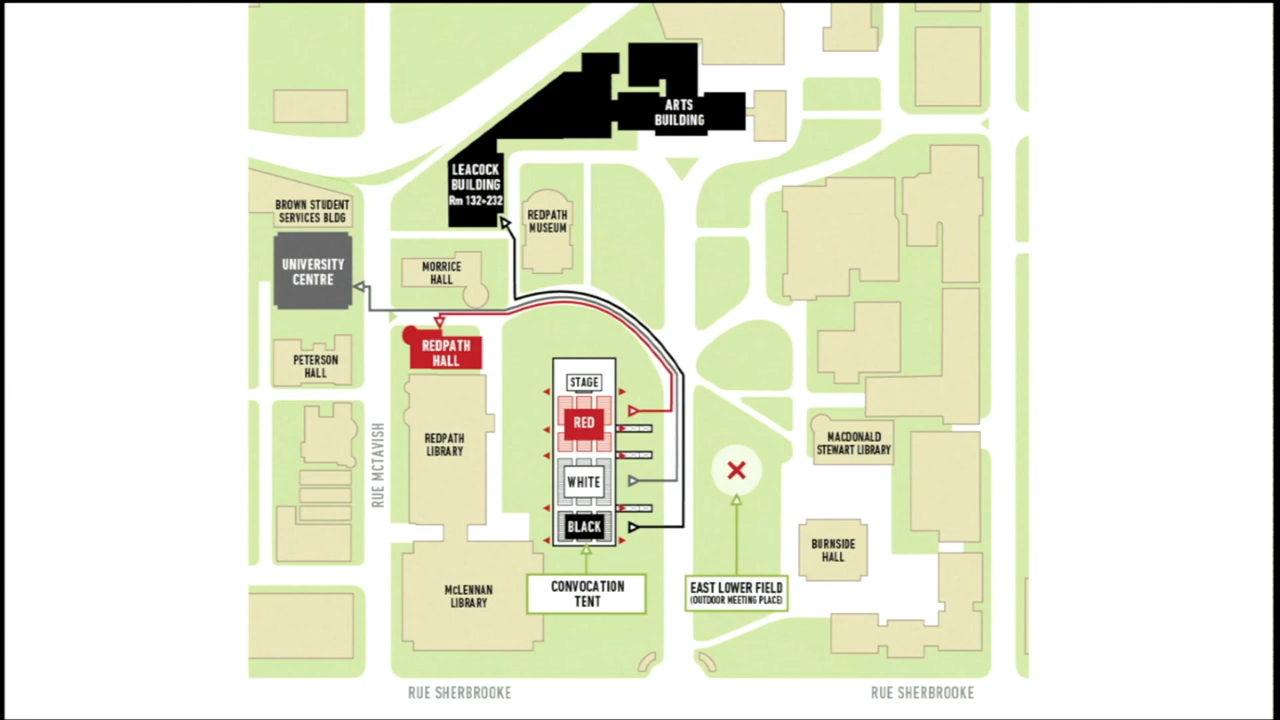 ARTS
BUILDING
LEACOCK
BUILDING
Rm 132+232
BROWN STUDENT
SERVICES BLDG
REDPATH
MUSEUM
UNIVERSITY
CENTRE
MORRICE
HALL
REDPATH
HALL
PETERSON
HALL
STAGE
RED
WHITE
BLACK
REDPATH
LIBRARY
RUE MCTAVISH
MACDONALD
STEWART LIBRARY
BURNSIDE
HALL
McLENNAN
LIBRARY
CONVOCATION
TENT
EAST LOWER FIELD
(OUTDOOR MEETING PLACE)
RUE SHERBROOKE
RUE SHERBROOKE